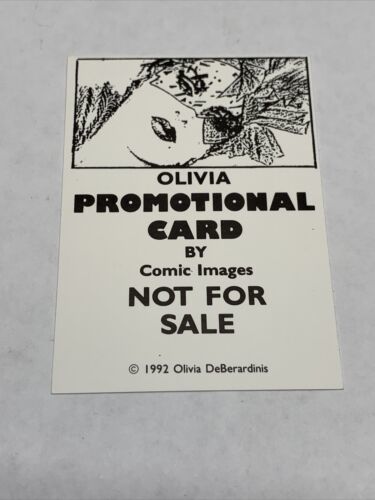 OLIVIA
PROMOTIONAL
CARD
BY
Comic Images
NOT FOR
SALE
© 1992 Olivia DeBerardinis